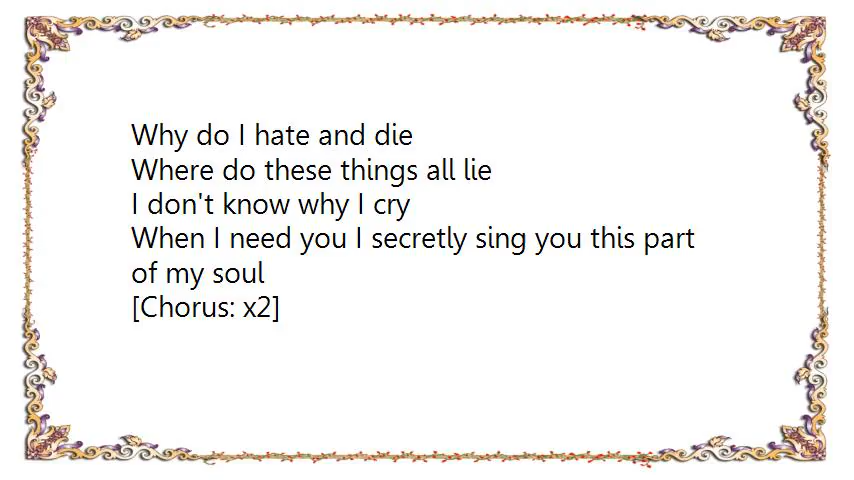 Why do I hate and die
Where do these things all lie
I don't know why I cry
When I need you I secretly sing you this part
of my soul
[Chorus: x2]